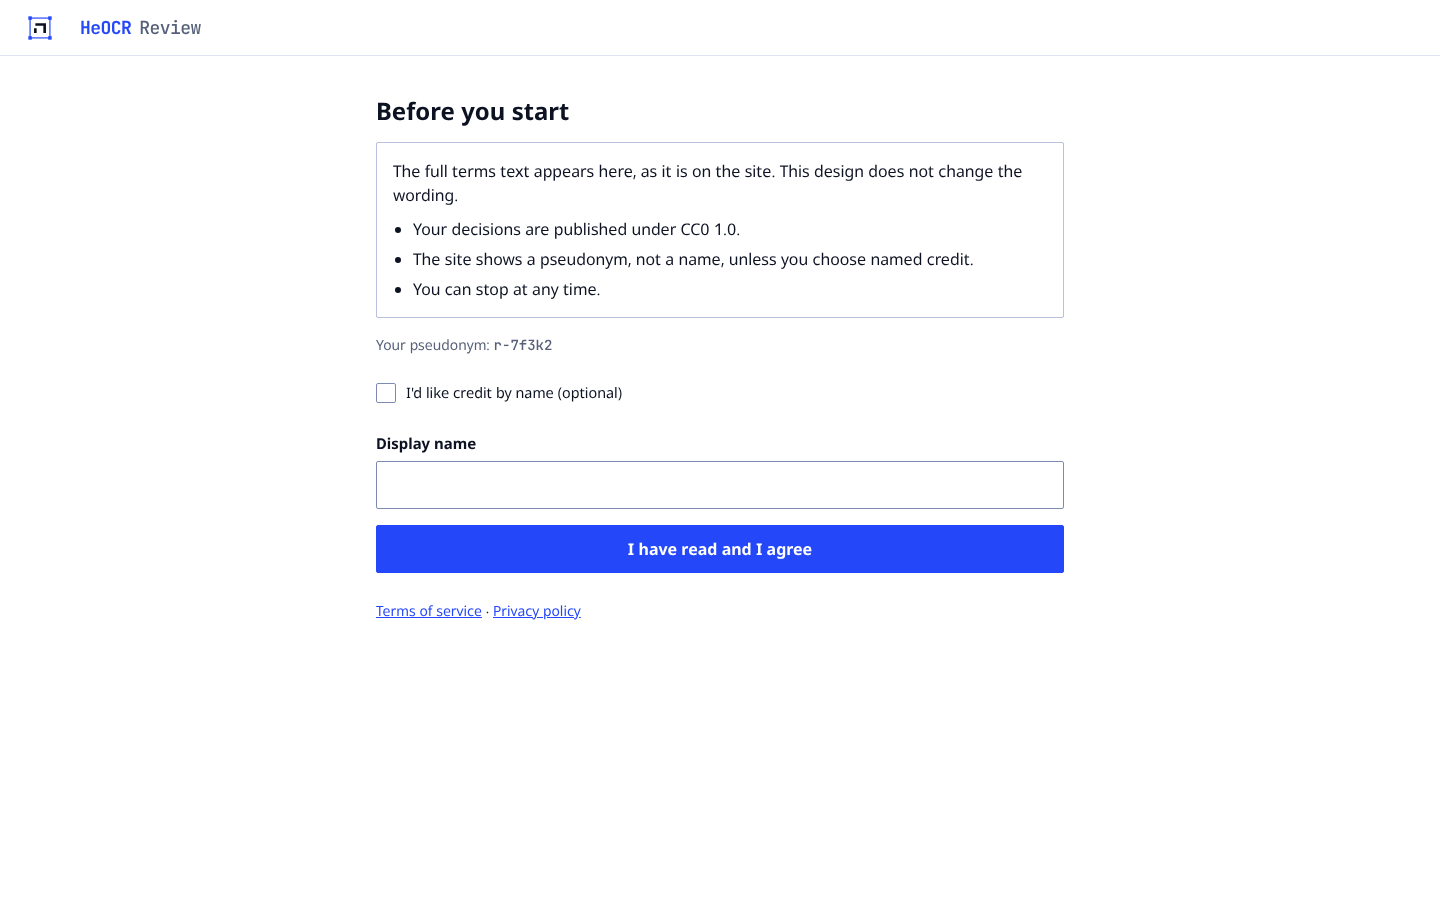 HeOCR Review
Before you start
The full terms text appears here, as it is on the site. This design does not change the
wording.
• Your decisions are published under CC0 1.0.
• The site shows a pseudonym, not a name, unless you choose named credit.
• You can stop at any time.
Your pseudonym: r-7f3k2
I'd like credit by name (optional)
Display name
I have read and I agree
Terms of service · Privacy policy